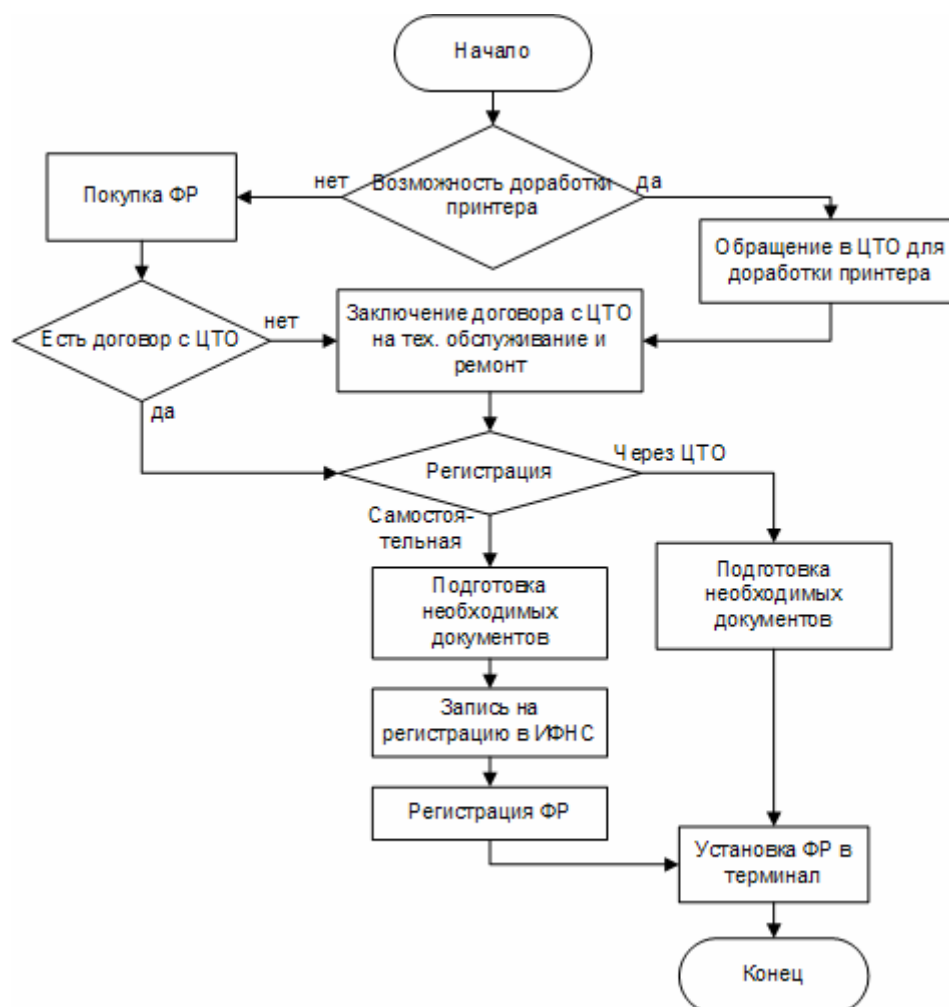 Начало
Возможность доработки
принтера
нет
да
Покупка ФР
Обращение в ЦТО для
доработки принтера
Есть договор с ЦТО
нет
да
Заключение договора с ЦТО
на тех. обслуживание и
ремонт
Регистрация
Через ЦТО
Самостоя-
тельная
Подготовка
необходимых
документов
Подготовка
необходимых
документов
Запись на
регистрацию в ИФНС
Регистрация ФР
Установка ФР в
терминал
Конец